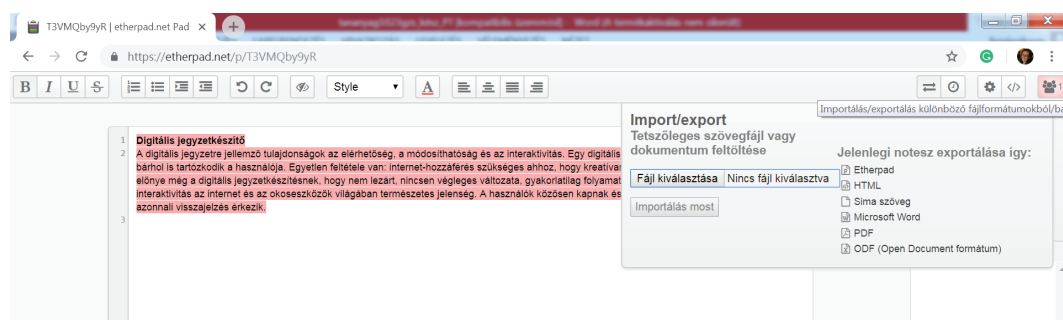 T3VMQby9yR | etherpad.net Pad
https://etherpad.net/p/T3VMQby9yR
B I U S Style A 1
Importálás/exportálás különböző fájlformátumokból/ba
Import/export
Tetszőleges szövegfájl vagy
dokumentum feltöltése
Fájl kiválasztása Nincs fájl kiválasztva
Importálás most
Jelenlegi notesz exportálása így:
Etherpad
HTML
Sima szöveg
Microsoft Word
PDF
ODF (Open Document formátum)
1 Digitális jegyzetkészítő
2 A digitális jegyzetre jellemző tulajdonságok az elérhetőség, a módosíthatóság és az interaktivitás. Egy digitális
bárhol is tartózkodik a használója. Egyetlen feltétele van: internet-hozzáférés szükséges ahhoz, hogy kreatívan
előnye még a digitális jegyzetkészítésnek, hogy nem lezárt, nincsen végleges változata, gyakorlatilag folyamat
interaktivitás az internet és az okoseszközök világában természetes jelenség. A használók közösen kapnak és
azonnali visszajelzés érkezik.
3